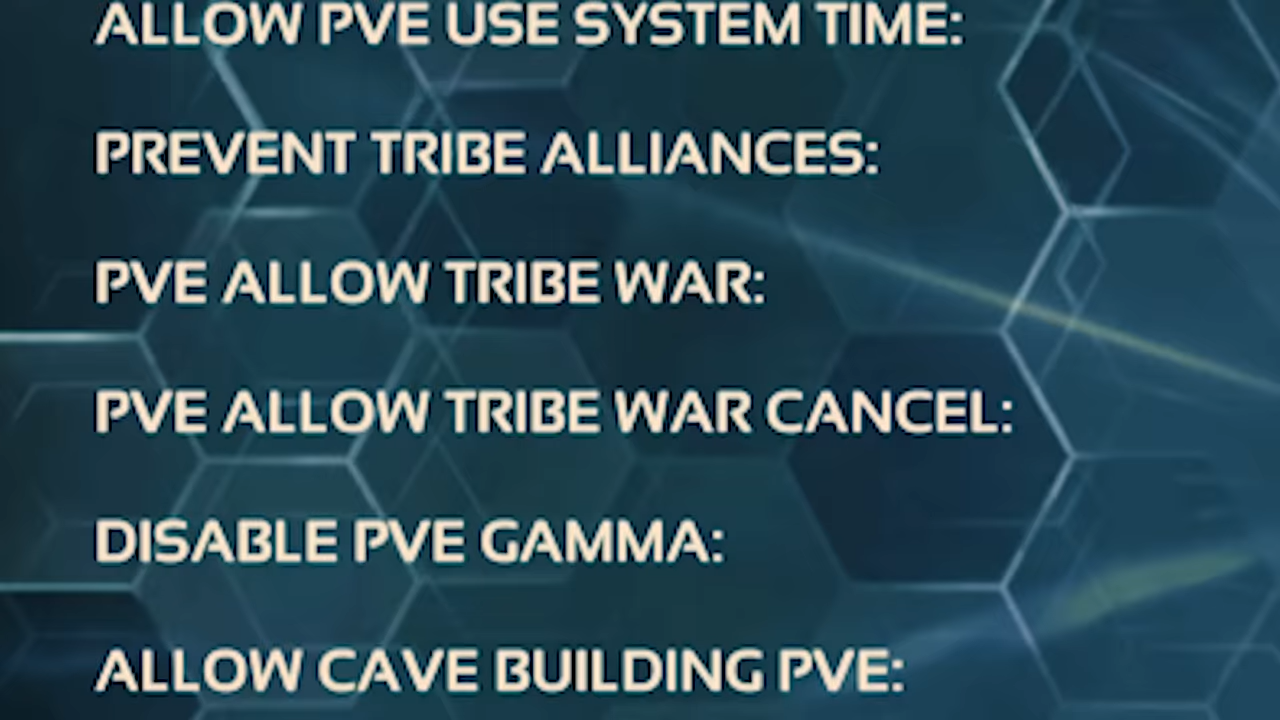 ALLOW PVE USE SYSTEM TIME:
PREVENT TRIBE ALLIANCES:
PVE ALLOW TRIBE WAR:
PVE ALLOW TRIBE WAR CANCEL:
DISABLE PVE GAMMA:
ALLOW CAVE BUILDING PVE: